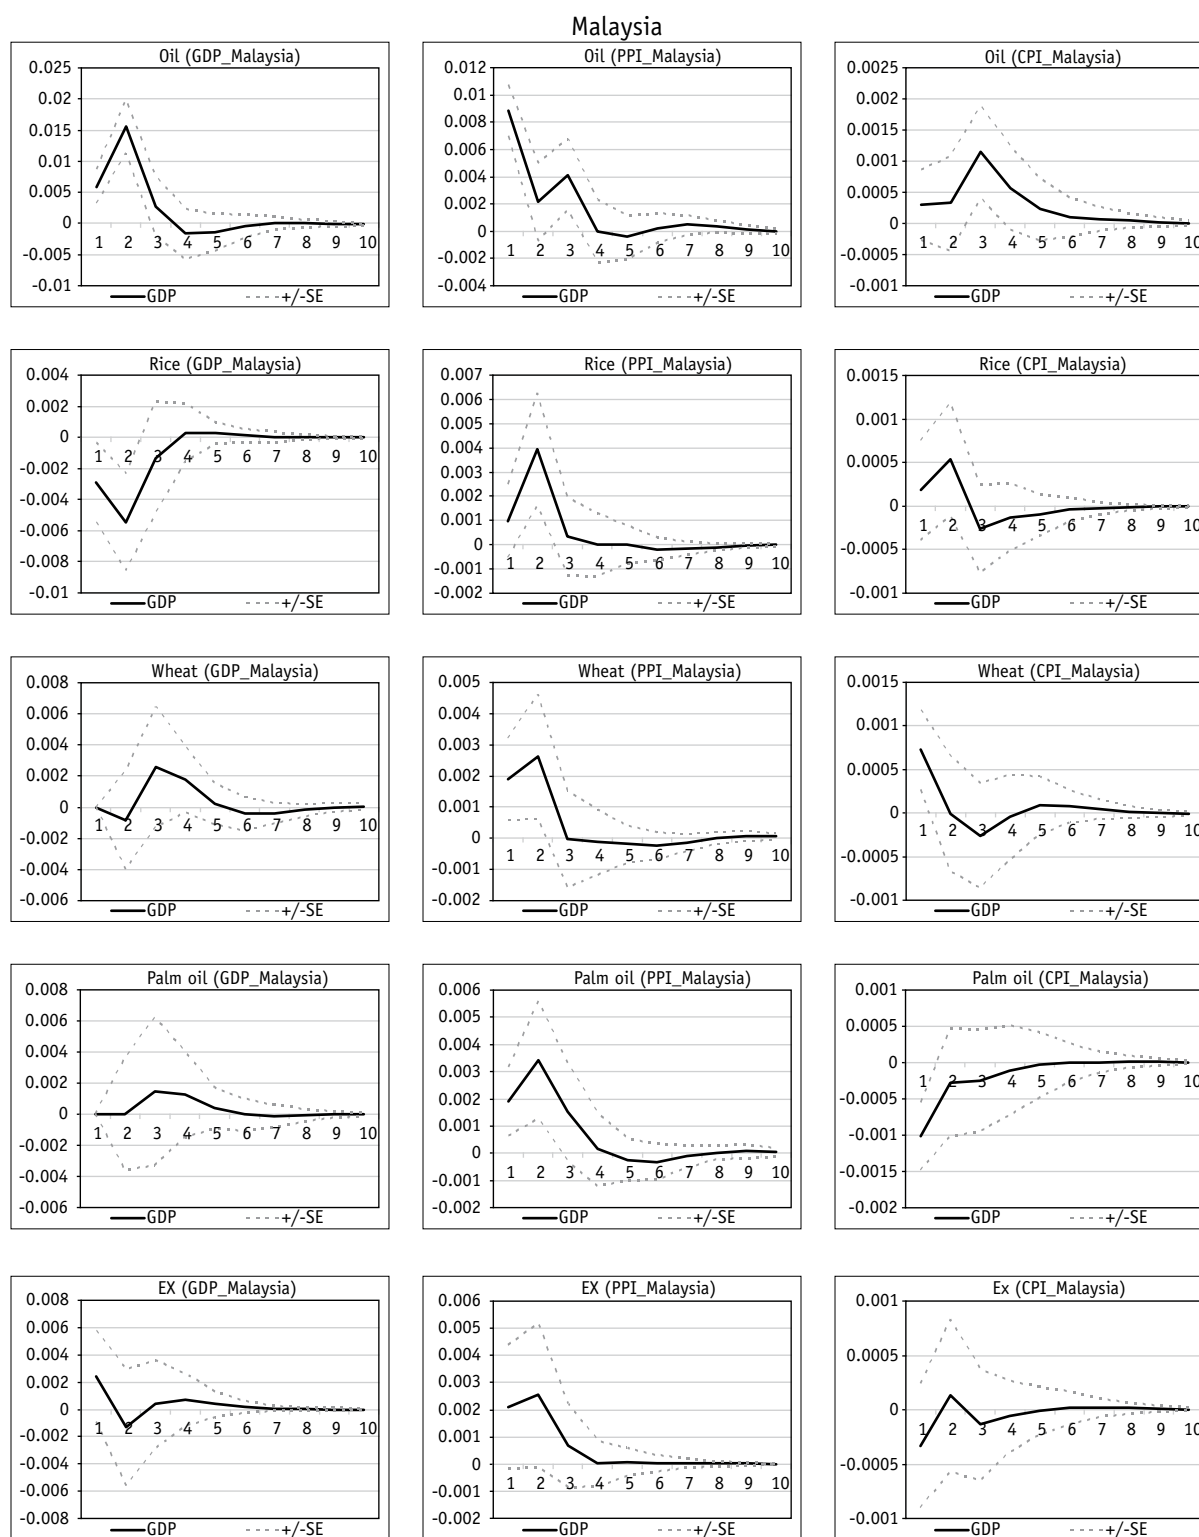 Malaysia
Oil (GDP_Malaysia)
0.025
0.02
0.015
0.01
0.005
0
-0.005
-0.01
1 2 3 4 5 6 7 8 9 10
GDP +/-SE
Oil (PPI_Malaysia)
0.012
0.01
0.008
0.006
0.004
0.002
0
-0.002
-0.004
1 2 3 4 5 6 7 8 9 10
GDP +/-SE
Oil (CPI_Malaysia)
0.0025
0.002
0.0015
0.001
0.0005
0
-0.0005
-0.001
1 2 3 4 5 6 7 8 9 10
GDP +/-SE
Rice (GDP_Malaysia)
0.004
0.002
0
-0.002
-0.004
-0.006
-0.008
-0.01
1 2 3 4 5 6 7 8 9 10
GDP +/-SE
Rice (PPI_Malaysia)
0.007
0.006
0.005
0.004
0.003
0.002
0.001
0
-0.001
-0.002
1 2 3 4 5 6 7 8 9 10
GDP +/-SE
Rice (CPI_Malaysia)
0.0015
0.001
0.0005
0
-0.0005
-0.001
1 2 3 4 5 6 7 8 9 10
GDP +/-SE
Wheat (GDP_Malaysia)
0.008
0.006
0.004
0.002
0
-0.002
-0.004
-0.006
1 2 3 4 5 6 7 8 9 10
GDP +/-SE
Wheat (PPI_Malaysia)
0.005
0.004
0.003
0.002
0.001
0
-0.001
-0.002
1 2 3 4 5 6 7 8 9 10
GDP +/-SE
Wheat (CPI_Malaysia)
0.0015
0.001
0.0005
0
-0.0005
-0.001
1 2 3 4 5 6 7 8 9 10
GDP +/-SE
Palm oil (GDP_Malaysia)
0.008
0.006
0.004
0.002
0
-0.002
-0.004
-0.006
1 2 3 4 5 6 7 8 9 10
GDP +/-SE
Palm oil (PPI_Malaysia)
0.006
0.005
0.004
0.003
0.002
0.001
0
-0.001
-0.002
1 2 3 4 5 6 7 8 9 10
GDP +/-SE
Palm oil (CPI_Malaysia)
0.001
0.0005
0
-0.0005
-0.001
-0.0015
-0.002
1 2 3 4 5 6 7 8 9 10
GDP +/-SE
EX (GDP_Malaysia)
0.008
0.006
0.004
0.002
0
-0.002
-0.004
-0.006
-0.008
1 2 3 4 5 6 7 8 9 10
GDP +/-SE
EX (PPI_Malaysia)
0.006
0.005
0.004
0.003
0.002
0.001
0
-0.001
-0.002
1 2 3 4 5 6 7 8 9 10
GDP +/-SE
Ex (CPI_Malaysia)
0.001
0.0005
0
-0.0005
-0.001
1 2 3 4 5 6 7 8 9 10
GDP +/-SE